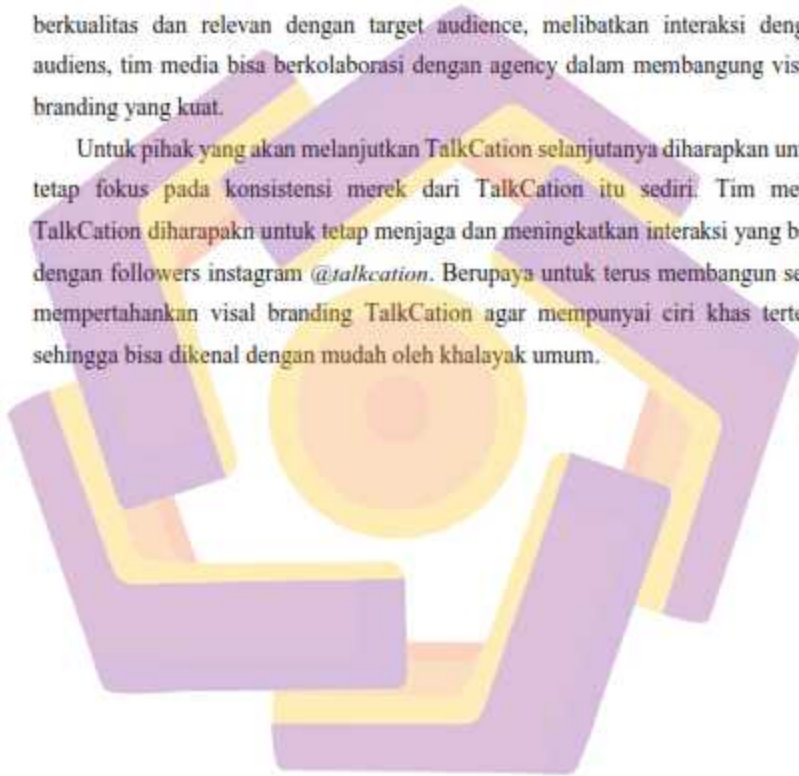 berkualitas dan relevan dengan target audience, melibatkan interaksi deng
audiens, tim media bisa berkolaborasi dengan agency dalam membangung vis
branding yang kuat.
Untuk pihak yang akan melanjutkan TalkCation selanjutanya diharapkan un
tetap fokus pada konsistensi merek dari TalkCation itu sediri. Tim me
TalkCation diharapakn untuk tetap menjaga dan meningkatkan interaksi yang b
dengan followers instagram @talkcation. Berupaya untuk terus membangun se
mempertahankan visal branding TalkCation agar mempunyai ciri khas terte
sehingga bisa dikenal dengan mudah oleh khalayak umum.